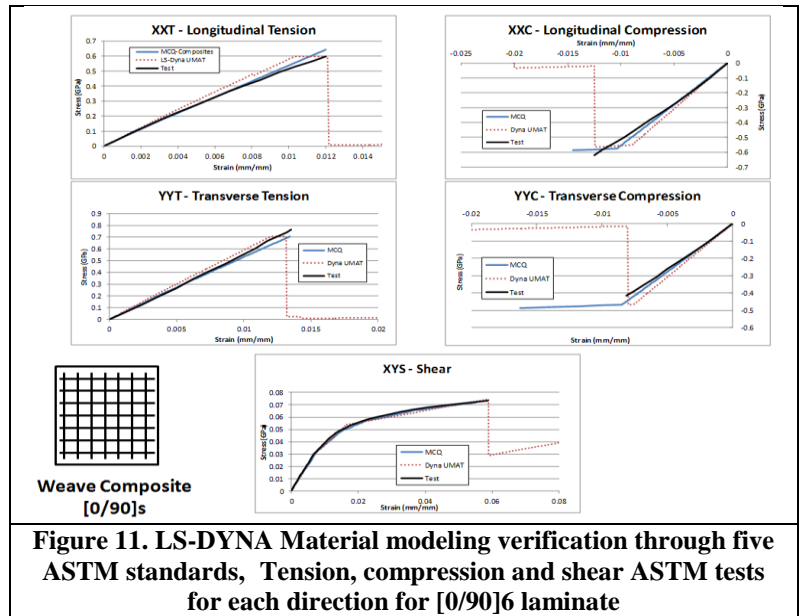 XXT - Longitudinal Tension
0.7
0.6
0.5
0.4
0.3
0.2
0.1
0
Stress (GPa)
MCQ-Composites
LS-Dyna UMAT
Test
0 0.002 0.004 0.006 0.008 0.01 0.012 0.014
Strain (mm/mm)
XXC - Longitudinal Compression
Strain (mm/mm)
-0.025 -0.02 -0.015 -0.01 -0.005 0
0
-0.1
-0.2
-0.3
-0.4
-0.5
-0.6
-0.7
Stress (GPa)
MCQ
Dyna UMAT
Test
YYT - Transverse Tension
0.9
0.8
0.7
0.6
0.5
0.4
0.3
0.2
0.1
0
Stress (GPa)
MCQ
Dyna UMAT
Test
0 0.005 0.01 0.015 0.02
Strain (mm/mm)
YYC - Transverse Compression
-0.02 -0.015 -0.01 -0.005 0
0
-0.1
-0.2
-0.3
-0.4
-0.5
-0.6
Stress (GPa)
MCQ
Dyna UMAT
Test
Strain (mm/mm)
XYS - Shear
0.08
0.07
0.06
0.05
0.04
0.03
0.02
0.01
0
Stress (GPa)
MCQ
Dyna UMAT
Test
0 0.02 0.04 0.06 0.08
Strain (mm/mm)
Weave Composite
[0/90]s
Figure 11. LS-DYNA Material modeling verification through five
ASTM standards, Tension, compression and shear ASTM tests
for each direction for [0/90]6 laminate